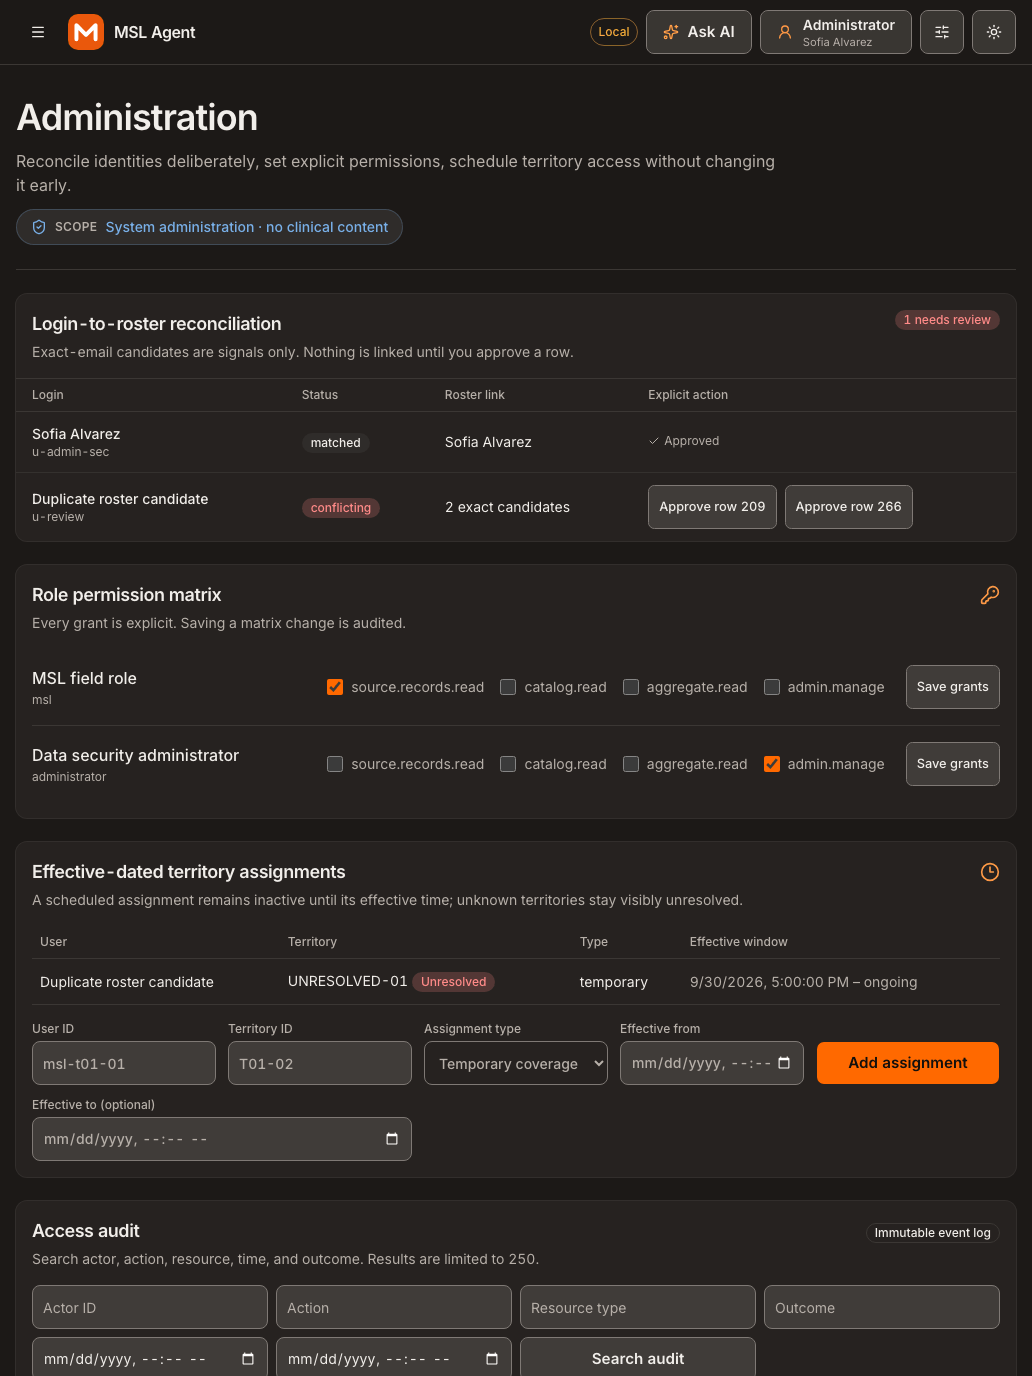 MSL Agent
Local
Ask AI
Administrator
Sofia Alvarez
Administration
Reconcile identities deliberately, set explicit permissions, schedule territory access without changing
it early.
SCOPE System administration · no clinical content
Login-to-roster reconciliation
1 needs review
Exact-email candidates are signals only. Nothing is linked until you approve a row.
Login Status Roster link Explicit action
Sofia Alvarez
u-admin-sec
matched
Sofia Alvarez
Approved
Duplicate roster candidate
u-review
conflicting
2 exact candidates
Approve row 209
Approve row 266
Role permission matrix
Every grant is explicit. Saving a matrix change is audited.
MSL field role
msl
source.records.read catalog.read aggregate.read admin.manage
Save grants
Data security administrator
administrator
source.records.read catalog.read aggregate.read admin.manage
Save grants
Effective-dated territory assignments
A scheduled assignment remains inactive until its effective time; unknown territories stay visibly unresolved.
User Territory Type Effective window
Duplicate roster candidate UNRESOLVED-01 Unresolved temporary 9/30/2026, 5:00:00 PM – ongoing
User ID
msl-t01-01
Territory ID
T01-02
Assignment type
Temporary coverage
Effective from
mm/dd/yyyy, --:-- --
Add assignment
Effective to (optional)
mm/dd/yyyy, --:-- --
Access audit
Immutable event log
Search actor, action, resource, time, and outcome. Results are limited to 250.
Actor ID Action Resource type Outcome
mm/dd/yyyy, --:-- -- mm/dd/yyyy, --:-- -- Search audit